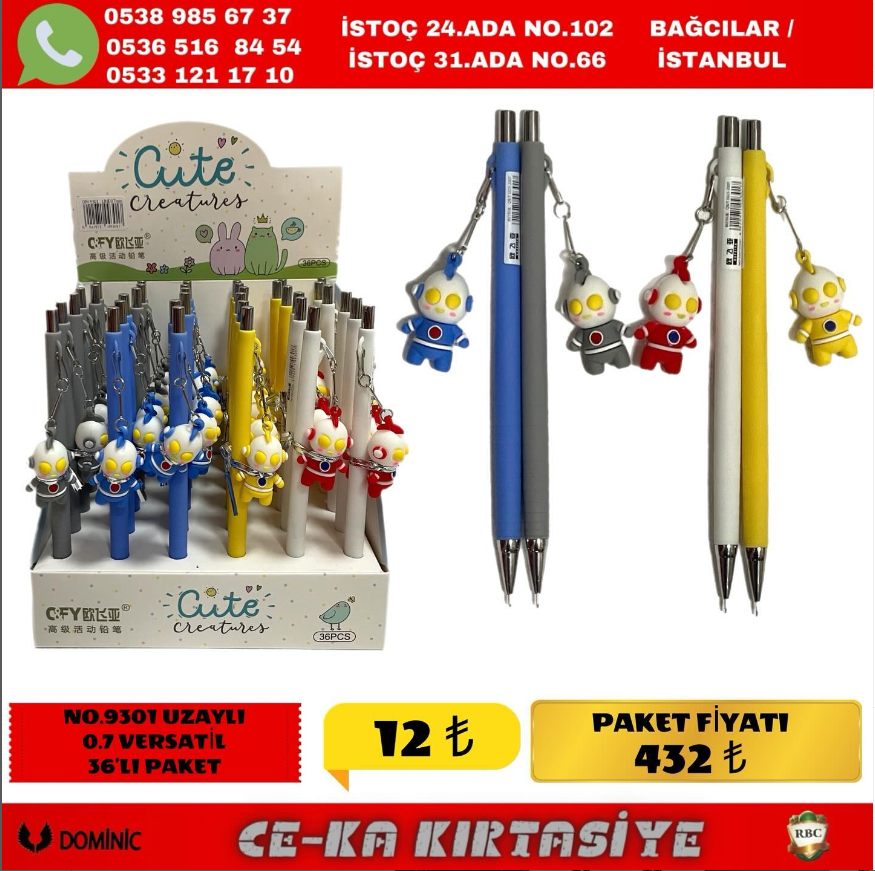 0538 985 67 37
0536 516 84 54
0533 121 17 10
İSTOÇ 24.ADA NO.102
İSTOÇ 31.ADA NO.66
BAĞCILAR /
İSTANBUL
Cute
creatures
C:FY欧飞亚®
高级活动铅笔
36PCS
C:FY欧飞亚®
高级活动铅笔
Cute
creatures
36PCS
NO.9301 UZAYLI
0.7 VERSATİL
36'LI PAKET
12 ₺
PAKET FİYATI
432 ₺
DOMİNİC
CE-KA KIRTASİYE
RBC